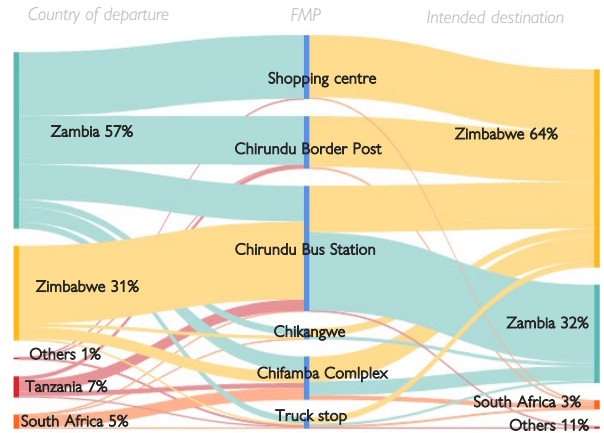 Country of departure
FMP
Intended destination
Shopping centre
Zambia 57%
Zimbabwe 64%
Chirundu Border Post
Chirundu Bus Station
Zimbabwe 31%
Zambia 32%
Chikangwe
Others 1%
Chifamba Comlplex
Tanzania 7%
South Africa 3%
Truck stop
South Africa 5%
Others 11%